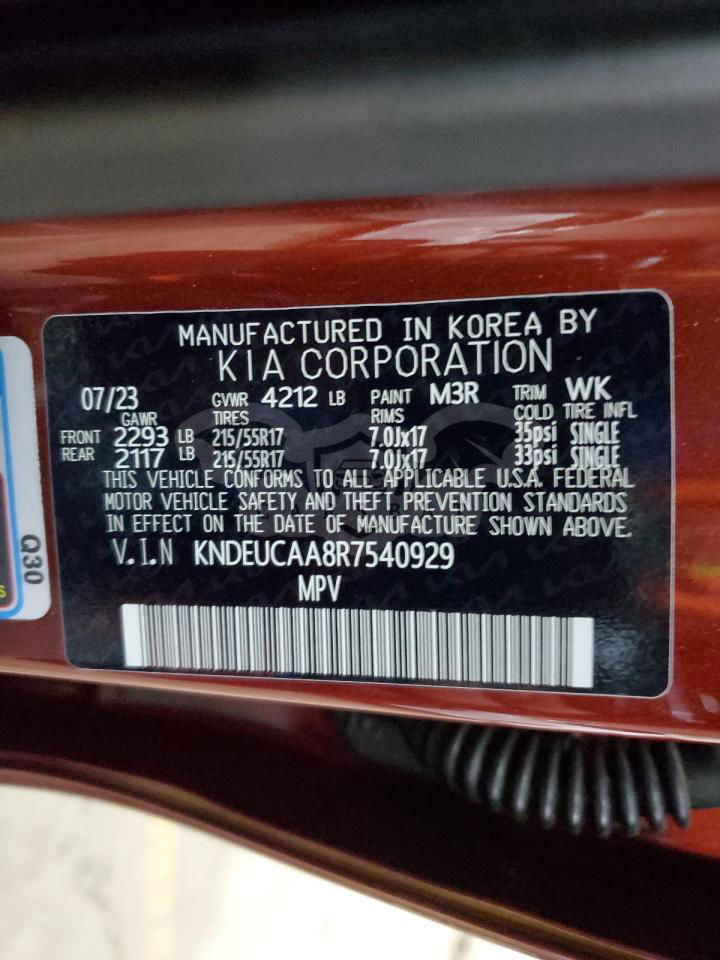 MANUFACTURED IN KOREA BY
KIA CORPORATION
07/23 GVWR 4212 LB PAINT M3R TRIM WK
GAWR TIRES RIMS COLD TIRE INFL
FRONT 2293 LB 215/55R17 7.0Jx17 35psi SINGLE
REAR 2117 LB 215/55R17 7.0Jx17 33psi SINGLE
THIS VEHICLE CONFORMS TO ALL APPLICABLE U.S.A. FEDERAL
MOTOR VEHICLE SAFETY AND THEFT PREVENTION STANDARDS
IN EFFECT ON THE DATE OF MANUFACTURE SHOWN ABOVE.
V.I.N KNDEUCAA8R7540929
MPV
Q30